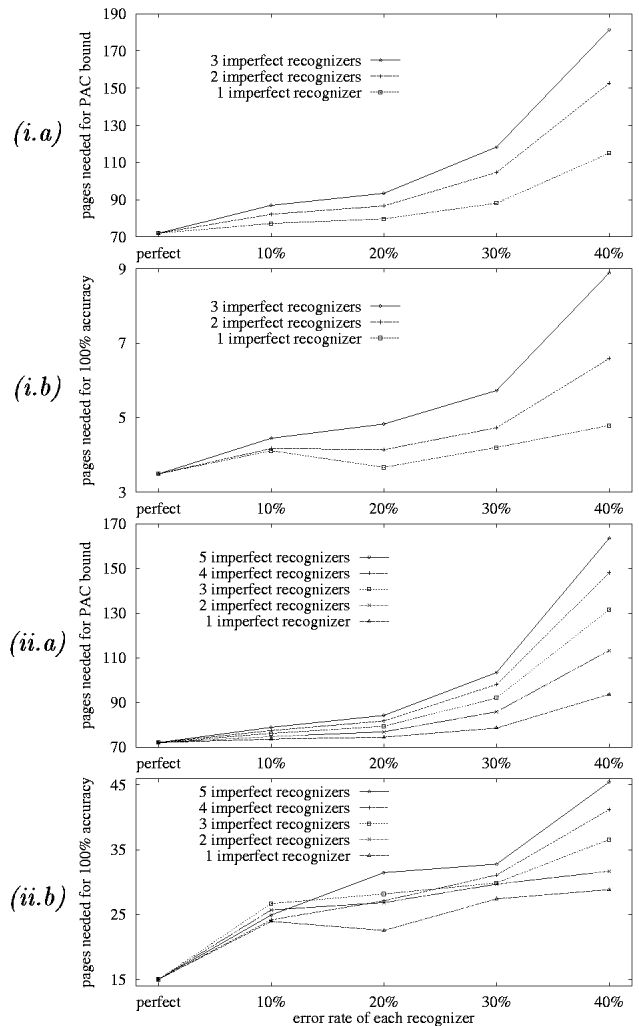 190
170
150
130
110
90
70
pages needed for PAC bound
(i.a)
3 imperfect recognizers
2 imperfect recognizers
1 imperfect recognizer
perfect 10% 20% 30% 40%
9
7
5
3
pages needed for 100% accuracy
(i.b)
3 imperfect recognizers
2 imperfect recognizers
1 imperfect recognizer
perfect 10% 20% 30% 40%
170
150
130
110
90
70
pages needed for PAC bound
(ii.a)
5 imperfect recognizers
4 imperfect recognizers
3 imperfect recognizers
2 imperfect recognizers
1 imperfect recognizer
perfect 10% 20% 30% 40%
45
35
25
15
pages needed for 100% accuracy
(ii.b)
5 imperfect recognizers
4 imperfect recognizers
3 imperfect recognizers
2 imperfect recognizers
1 imperfect recognizer
perfect 10% 20% 30% 40%
error rate of each recognizer